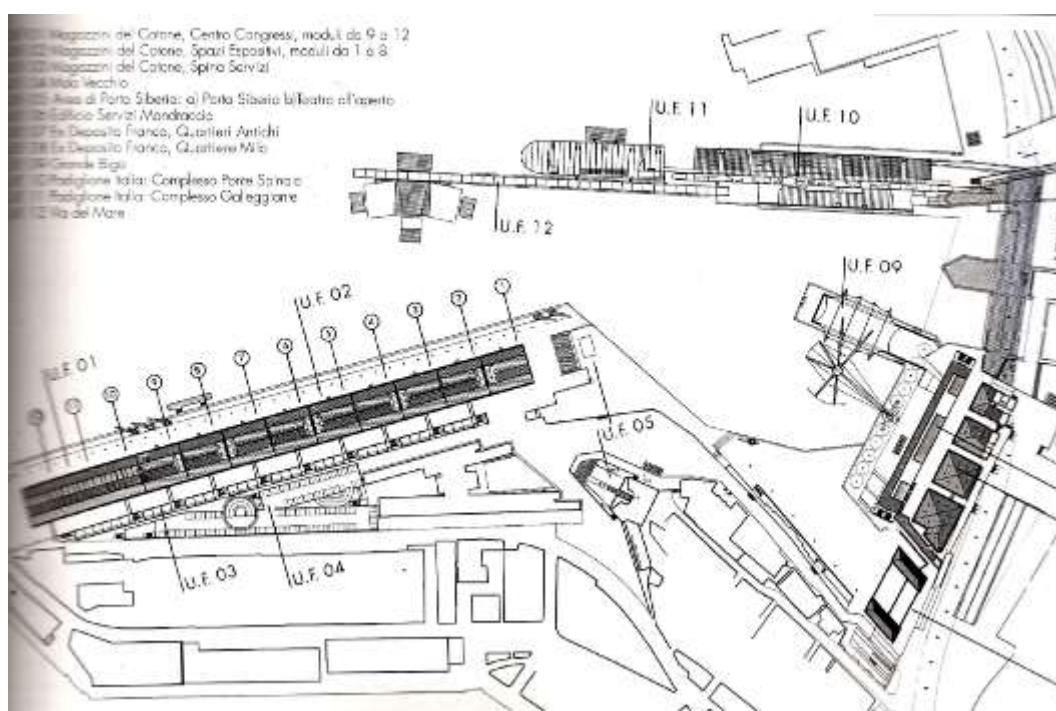 Magazzini del Cotone, Centro Congressi, moduli da 9 a 12
Magazzini del Cotone, Spazi Espositivi, moduli da 1 a 8
Magazzini del Cotone, Spina Servizi
Molo Vecchio
Area di Porta Siberia: a) Porta Siberia b)Teatro all'aperto
Edificio Servizi Mandraccio
Ex Deposito Franco, Quartieri Antichi
Ex Deposito Franco, Quartiere Millo
Grande Bigo
Padiglione Italia: Complesso Ponte Spinola
Padiglione Italia: Complesso Galleggiante
Via del Mare
U.F. 11
U.F. 10
U.F. 12
U.F. 09
U.F. 02
U.F. 01
U.F. 05
U.F. 03
U.F. 04